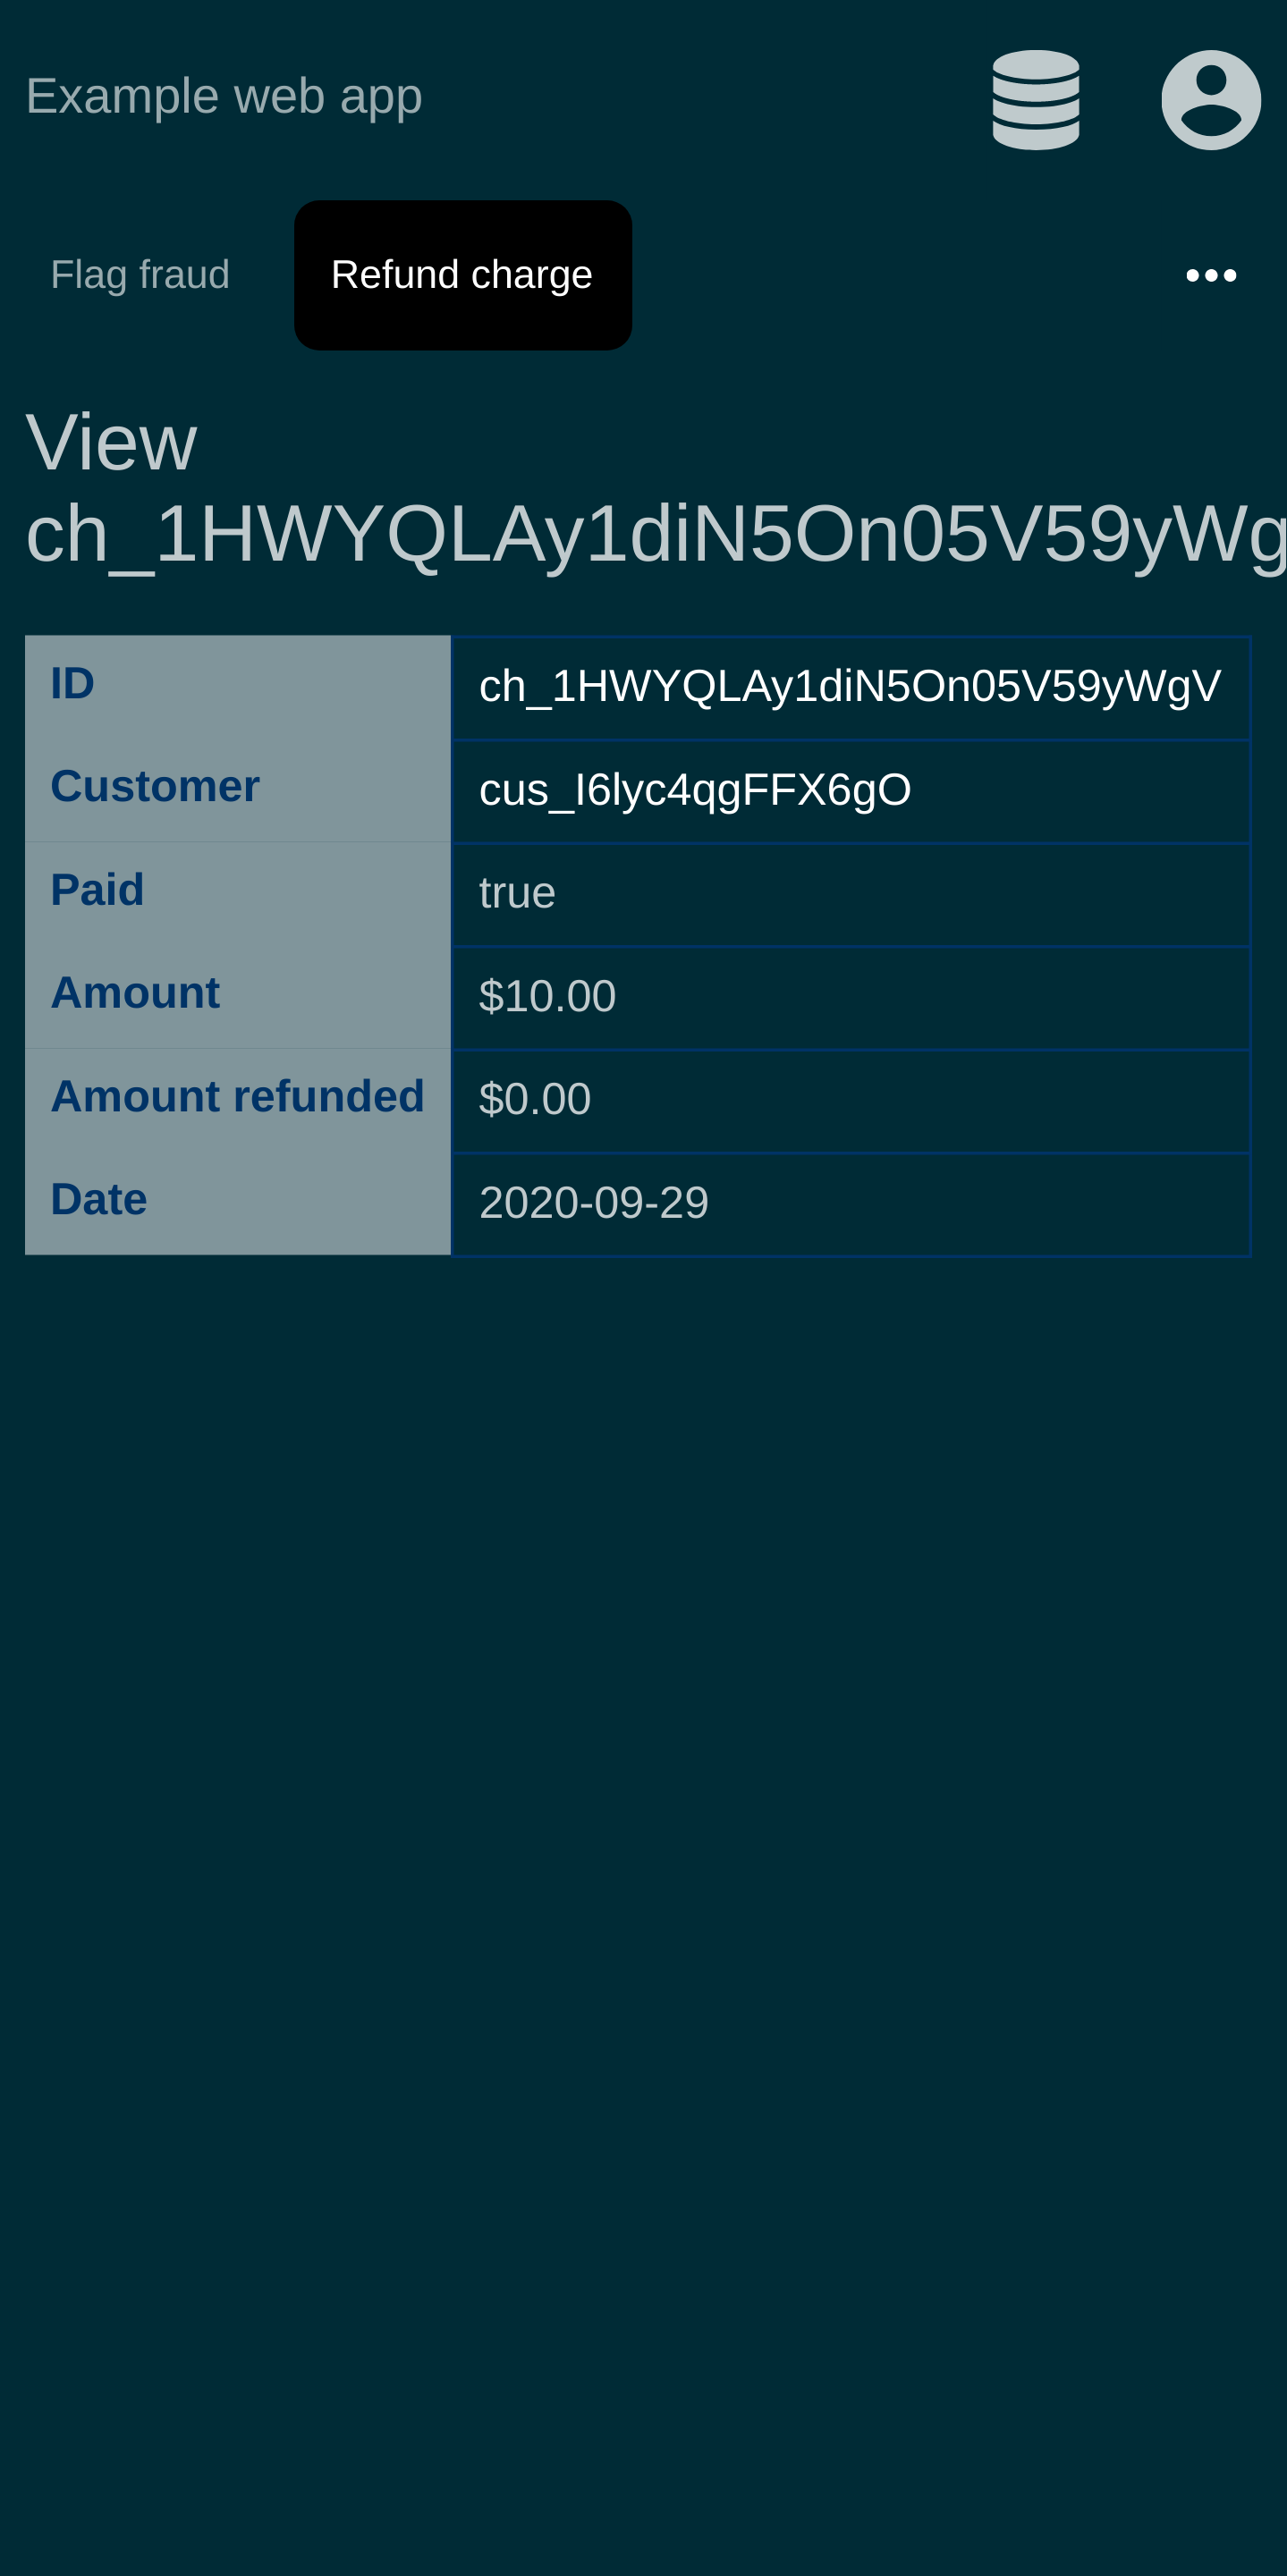 Example web app
Flag fraud Refund charge
View
ch_1HWYQLAy1diN5On05V59yWg
ID ch_1HWYQLAy1diN5On05V59yWgV
Customer cus_I6lyc4qgFFX6gO
Paid true
Amount $10.00
Amount refunded $0.00
Date 2020-09-29